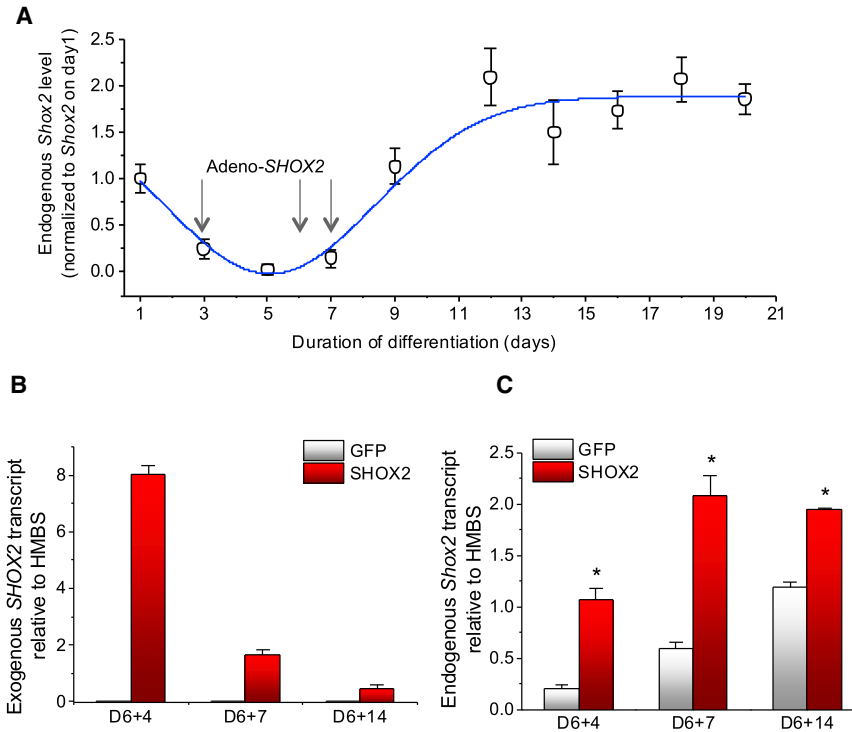 A
Endogenous Shox2 level
(normalized to Shox2 on day1)
2.5
2.0
1.5
1.0
0.5
0.0
Adeno-SHOX2
1 3 5 7 9 11 13 15 17 19 21
Duration of differentiation (days)
B
Exogenous SHOX2 transcript
relative to HMBS
8
6
4
2
0
GFP
SHOX2
D6+4 D6+7 D6+14
C
Endogenous Shox2 transcript
relative to HMBS
2.5
2.0
1.5
1.0
0.5
0.0
GFP
SHOX2
*
*
*
D6+4 D6+7 D6+14